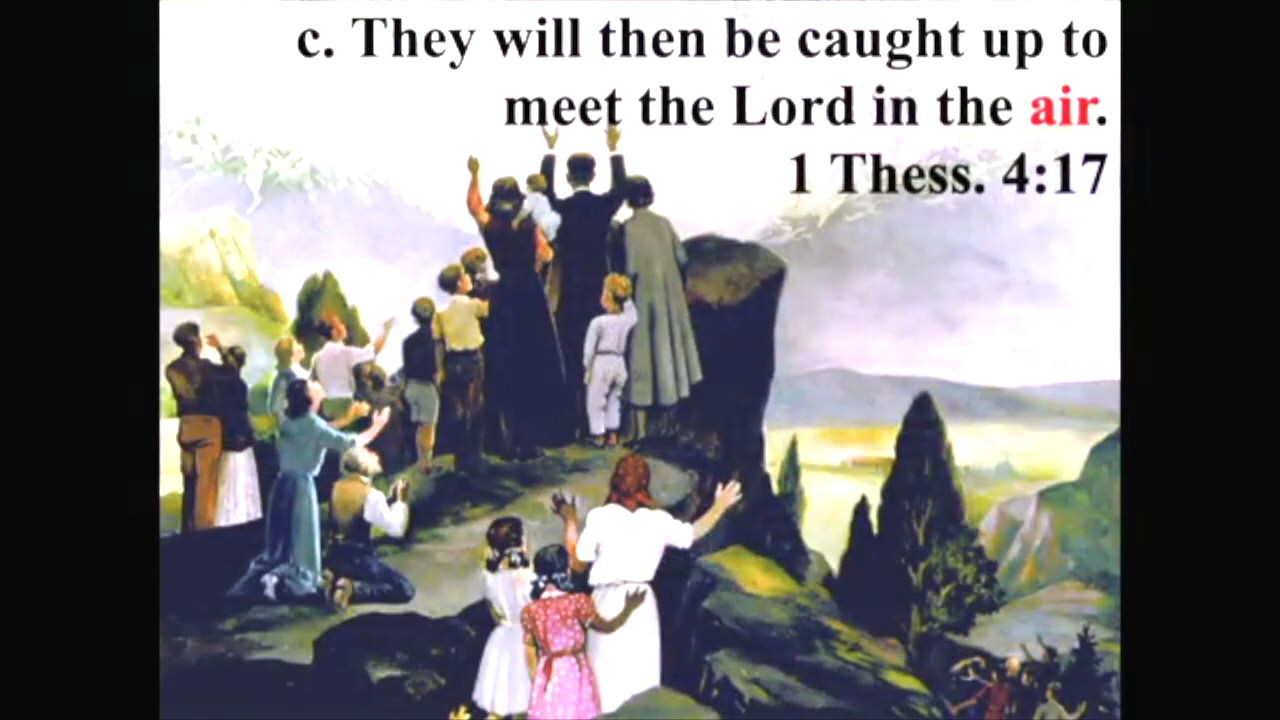 c. They will then be caught up to
meet the Lord in the air.
1 Thess. 4:17